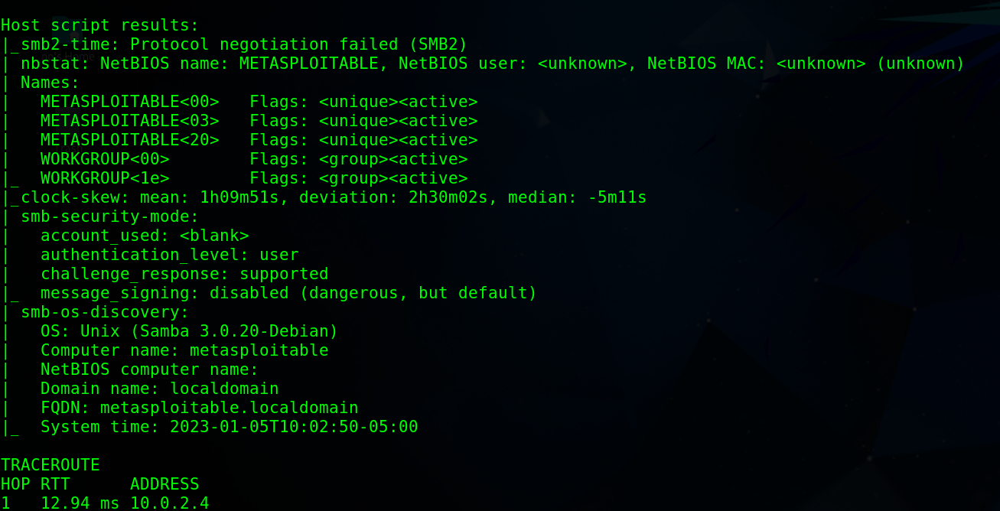 Host script results:
|_smb2-time: Protocol negotiation failed (SMB2)
| nbstat: NetBIOS name: METASPLOITABLE, NetBIOS user: <unknown>, NetBIOS MAC: <unknown> (unknown)
| Names:
|   METASPLOITABLE<00>   Flags: <unique><active>
|   METASPLOITABLE<03>   Flags: <unique><active>
|   METASPLOITABLE<20>   Flags: <unique><active>
|   WORKGROUP<00>        Flags: <group><active>
|_  WORKGROUP<1e>        Flags: <group><active>
|_clock-skew: mean: 1h09m51s, deviation: 2h30m02s, median: -5m11s
| smb-security-mode:
|   account_used: <blank>
|   authentication_level: user
|   challenge_response: supported
|_  message_signing: disabled (dangerous, but default)
| smb-os-discovery:
|   OS: Unix (Samba 3.0.20-Debian)
|   Computer name: metasploitable
|   NetBIOS computer name:
|   Domain name: localdomain
|   FQDN: metasploitable.localdomain
|_  System time: 2023-01-05T10:02:50-05:00

TRACEROUTE
HOP RTT      ADDRESS
1   12.94 ms 10.0.2.4